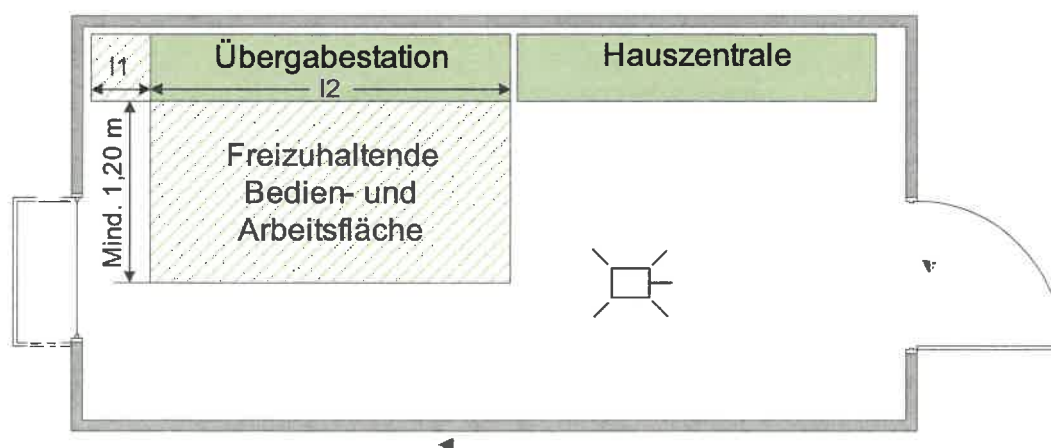 l1
Übergabestation
l2
Hauszentrale
Mind. 1,20 m
Freizuhaltende
Bedien- und
Arbeitsfläche